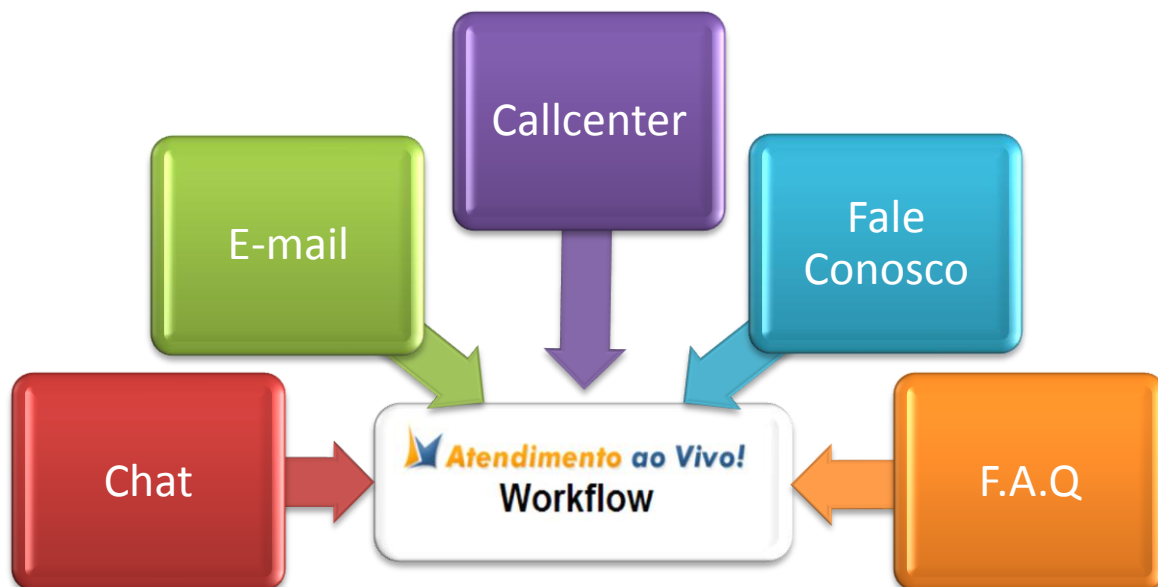 Callcenter
E-mail
Fale
Conosco
Chat
Atendimento ao Vivo!
Workflow
F.A.Q